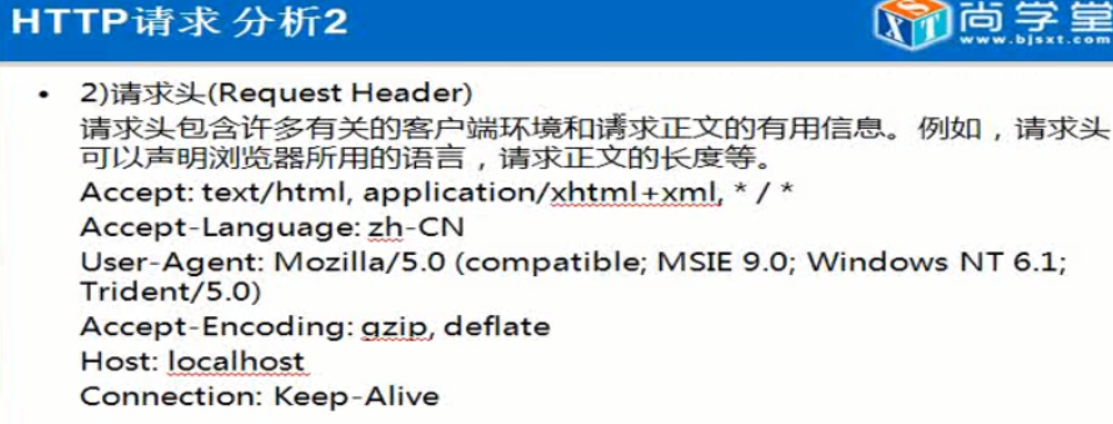 HTTP请求 分析2
尚学堂
www.bjsxt.com
• 2)请求头(Request Header)
请求头包含许多有关的客户端环境和请求正文的有用信息。例如，请求头
可以声明浏览器所用的语言，请求正文的长度等。
Accept: text/html, application/xhtml+xml, * / *
Accept-Language: zh-CN
User-Agent: Mozilla/5.0 (compatible; MSIE 9.0; Windows NT 6.1;
Trident/5.0)
Accept-Encoding: gzip, deflate
Host: localhost
Connection: Keep-Alive